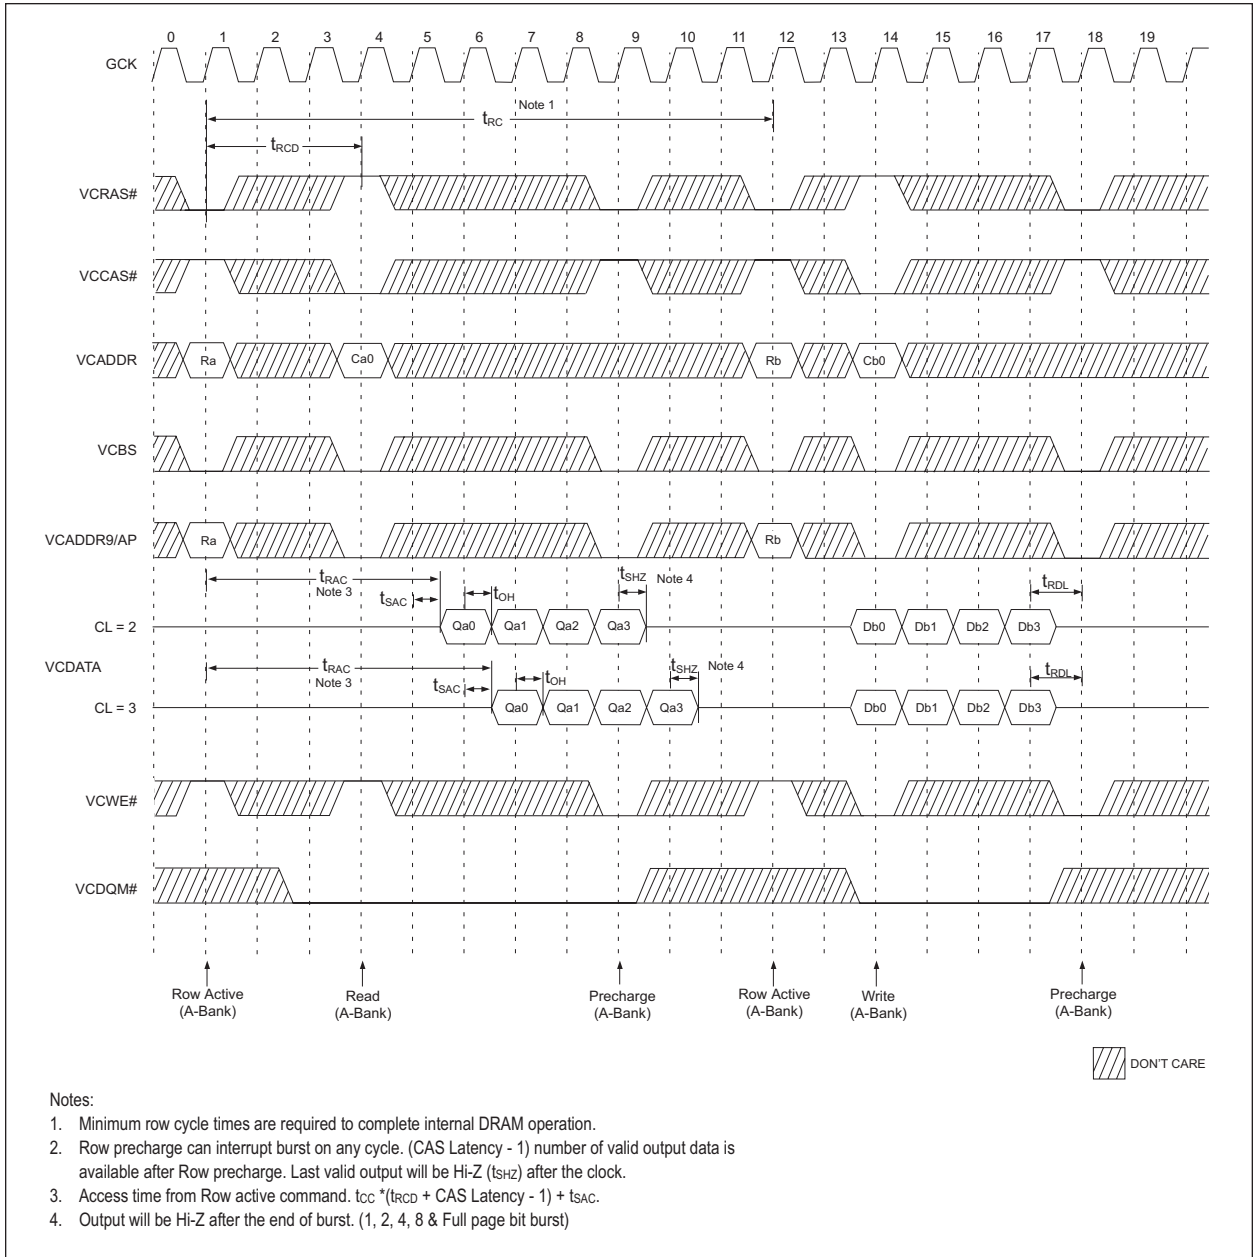 0 1 2 3 4 5 6 7 8 9 10 11 12 13 14 15 16 17 18 19
GCK
Note 1
tRC
tRCD
VCRAS#
VCCAS#
VCADDR Ra Ca0 Rb Cb0
VCBS
VCADDR9/AP Ra Rb
tRAC tSHZ Note 4 tRDL
Note 3 tSAC tOH
CL = 2 Qa0 Qa1 Qa2 Qa3 Db0 Db1 Db2 Db3
VCDATA
tRAC tSHZ Note 4 tRDL
Note 3 tSAC tOH
CL = 3 Qa0 Qa1 Qa2 Qa3 Db0 Db1 Db2 Db3
VCWE#
VCDQM#
Row Active Read Precharge Row Active Write Precharge
(A-Bank) (A-Bank) (A-Bank) (A-Bank) (A-Bank) (A-Bank)
DON'T CARE
Notes:
1. Minimum row cycle times are required to complete internal DRAM operation.
2. Row precharge can interrupt burst on any cycle. (CAS Latency - 1) number of valid output data is
available after Row precharge. Last valid output will be Hi-Z (tSHZ) after the clock.
3. Access time from Row active command. tCC *(tRCD + CAS Latency - 1) + tSAC.
4. Output will be Hi-Z after the end of burst. (1, 2, 4, 8 & Full page bit burst)